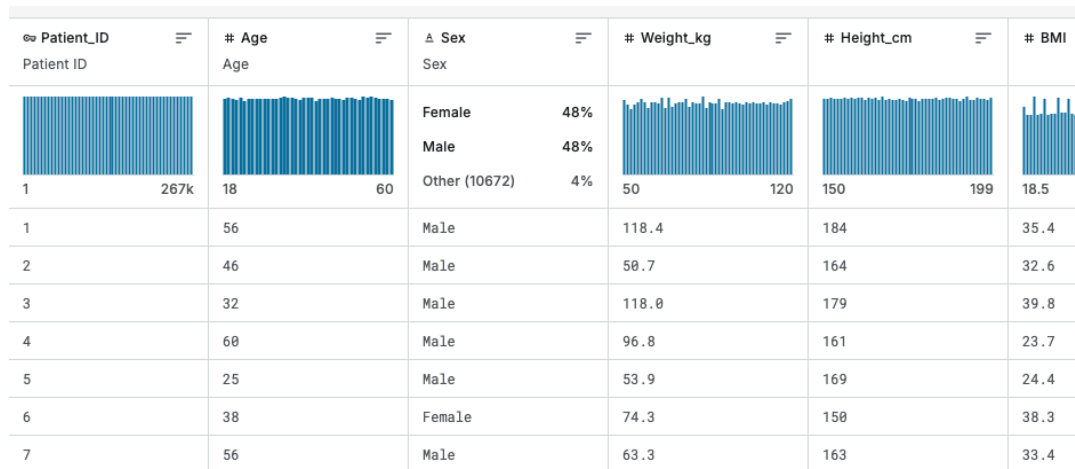 Patient_ID # Age A Sex # Weight_kg # Height_cm # BMI
Patient ID Age Sex
Female 48%
Male 48%
Other (10672) 4%
1 267k 18 60 50 120 150 199 18.5
1 56 Male 118.4 184 35.4
2 46 Male 50.7 164 32.6
3 32 Male 118.0 179 39.8
4 60 Male 96.8 161 23.7
5 25 Male 53.9 169 24.4
6 38 Female 74.3 150 38.3
7 56 Male 63.3 163 33.4